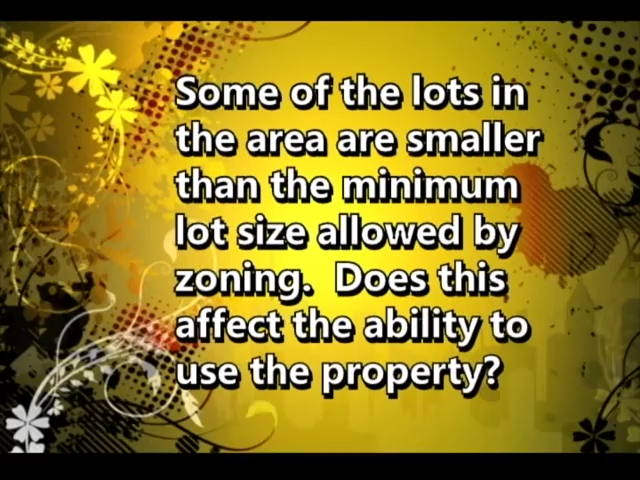 Some of the lots in
the area are smaller
than the minimum
lot size allowed by
zoning.  Does this
affect the ability to
use the property?